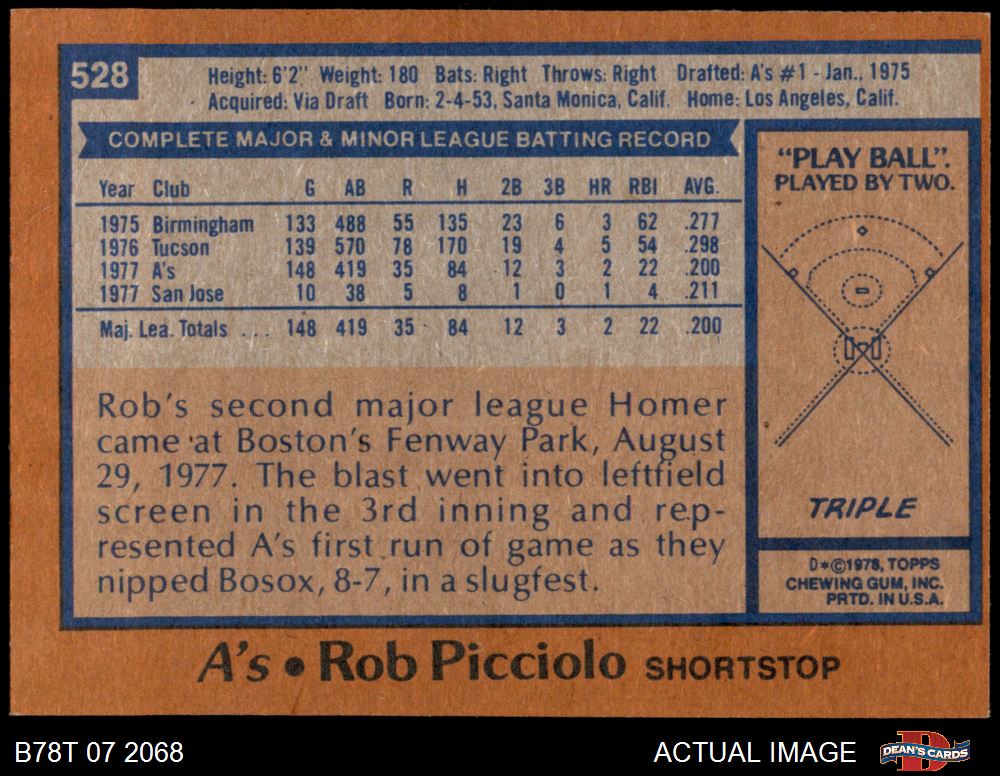 528
Height: 6'2" Weight: 180 Bats: Right Throws: Right Drafted: A's #1 - Jan., 1975
Acquired: Via Draft Born: 2-4-53, Santa Monica, Calif. Home: Los Angeles, Calif.
COMPLETE MAJOR & MINOR LEAGUE BATTING RECORD
Year Club G AB R H 2B 3B HR RBI AVG.
1975 Birmingham 133 488 55 135 23 6 3 62 .277
1976 Tucson 139 570 78 170 19 4 5 54 .298
1977 A's 148 419 35 84 12 3 2 22 .200
1977 San Jose 10 38 5 8 1 0 1 4 .211
Maj. Lea. Totals ... 148 419 35 84 12 3 2 22 .200
Rob's second major league Homer
came at Boston's Fenway Park, August
29, 1977. The blast went into leftfield
screen in the 3rd inning and rep-
resented A's first run of game as they
nipped Bosox, 8-7, in a slugfest.
"PLAY BALL".
PLAYED BY TWO.
TRIPLE
D*©1978, TOPPS
CHEWING GUM, INC.
PRTD. IN U.S.A.
A's • Rob Picciolo SHORTSTOP
B78T 07 2068
ACTUAL IMAGE
DEAN'S CARDS